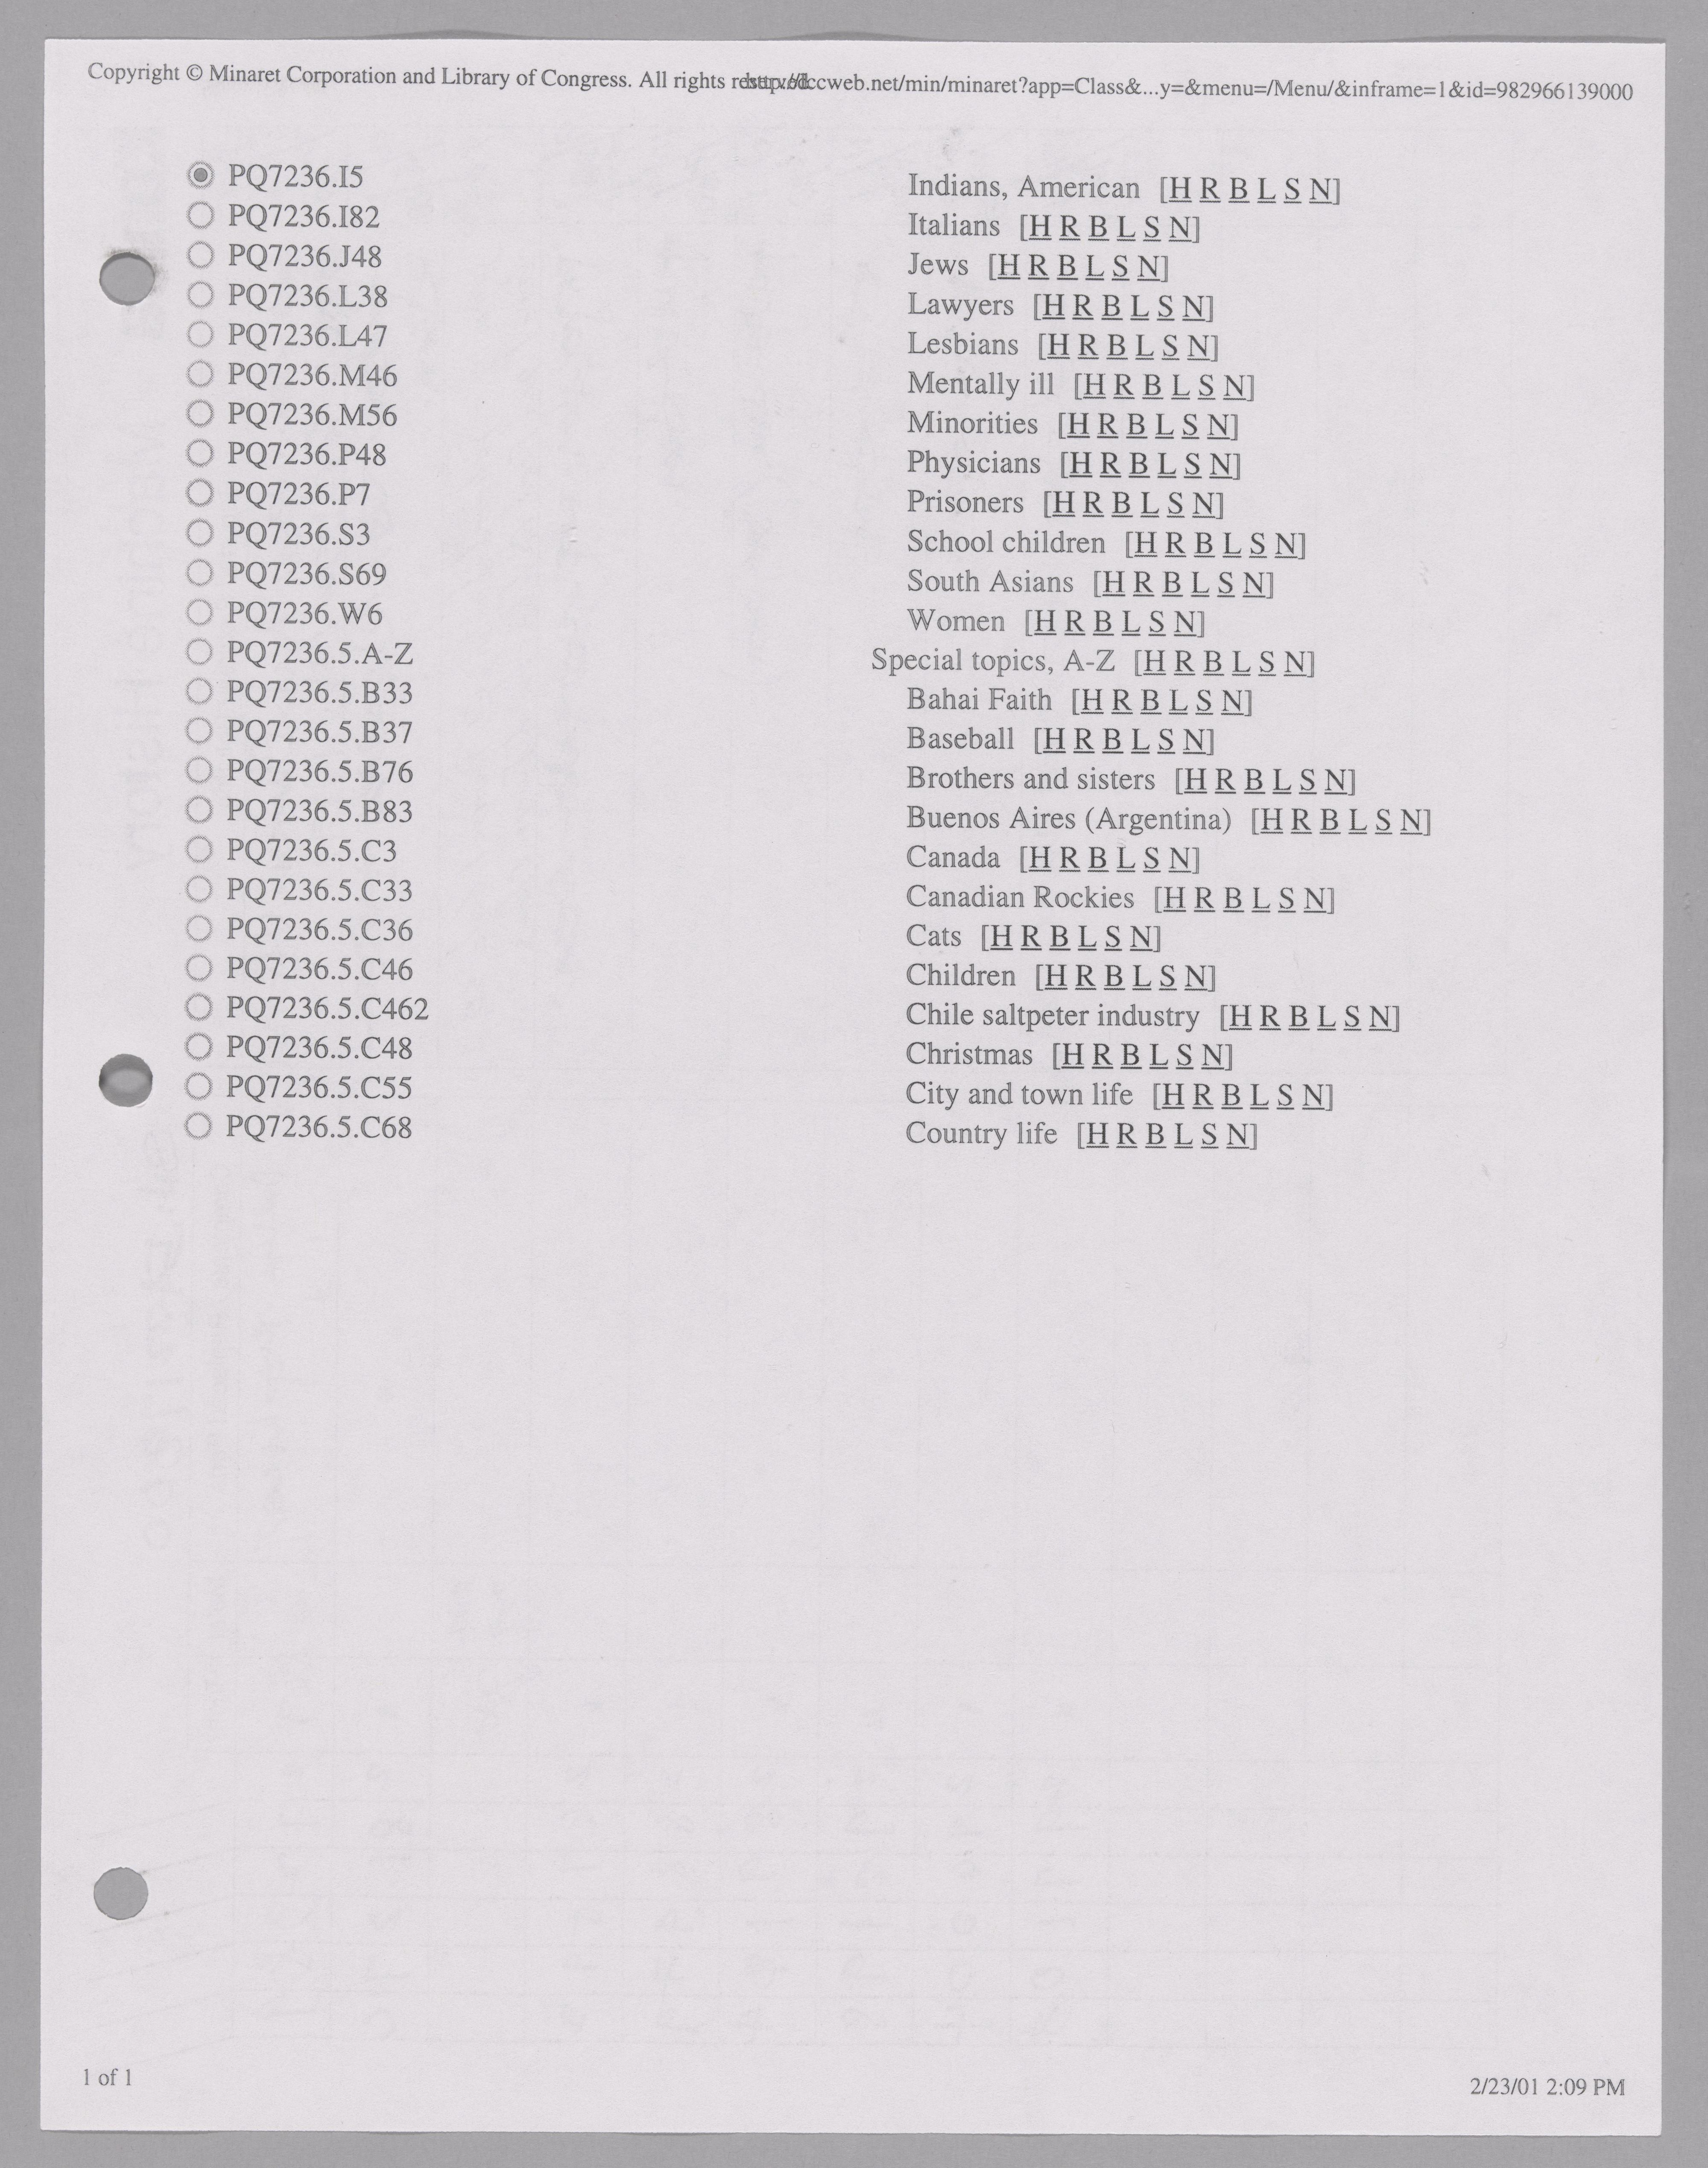 Copyright © Minaret Corporation and Library of Congress. All rights reserved. http://lccweb.net/min/minaret?app=Class&...y=&menu=/Menu/&inframe=1&id=982966139000
PQ7236.I5 Indians, American [H R B L S N]
PQ7236.I82 Italians [H R B L S N]
PQ7236.J48 Jews [H R B L S N]
PQ7236.L38 Lawyers [H R B L S N]
PQ7236.L47 Lesbians [H R B L S N]
PQ7236.M46 Mentally ill [H R B L S N]
PQ7236.M56 Minorities [H R B L S N]
PQ7236.P48 Physicians [H R B L S N]
PQ7236.P7 Prisoners [H R B L S N]
PQ7236.S3 School children [H R B L S N]
PQ7236.S69 South Asians [H R B L S N]
PQ7236.W6 Women [H R B L S N]
PQ7236.5.A-Z Special topics, A-Z [H R B L S N]
PQ7236.5.B33 Bahai Faith [H R B L S N]
PQ7236.5.B37 Baseball [H R B L S N]
PQ7236.5.B76 Brothers and sisters [H R B L S N]
PQ7236.5.B83 Buenos Aires (Argentina) [H R B L S N]
PQ7236.5.C3 Canada [H R B L S N]
PQ7236.5.C33 Canadian Rockies [H R B L S N]
PQ7236.5.C36 Cats [H R B L S N]
PQ7236.5.C46 Children [H R B L S N]
PQ7236.5.C462 Chile saltpeter industry [H R B L S N]
PQ7236.5.C48 Christmas [H R B L S N]
PQ7236.5.C55 City and town life [H R B L S N]
PQ7236.5.C68 Country life [H R B L S N]
1 of 1 2/23/01 2:09 PM